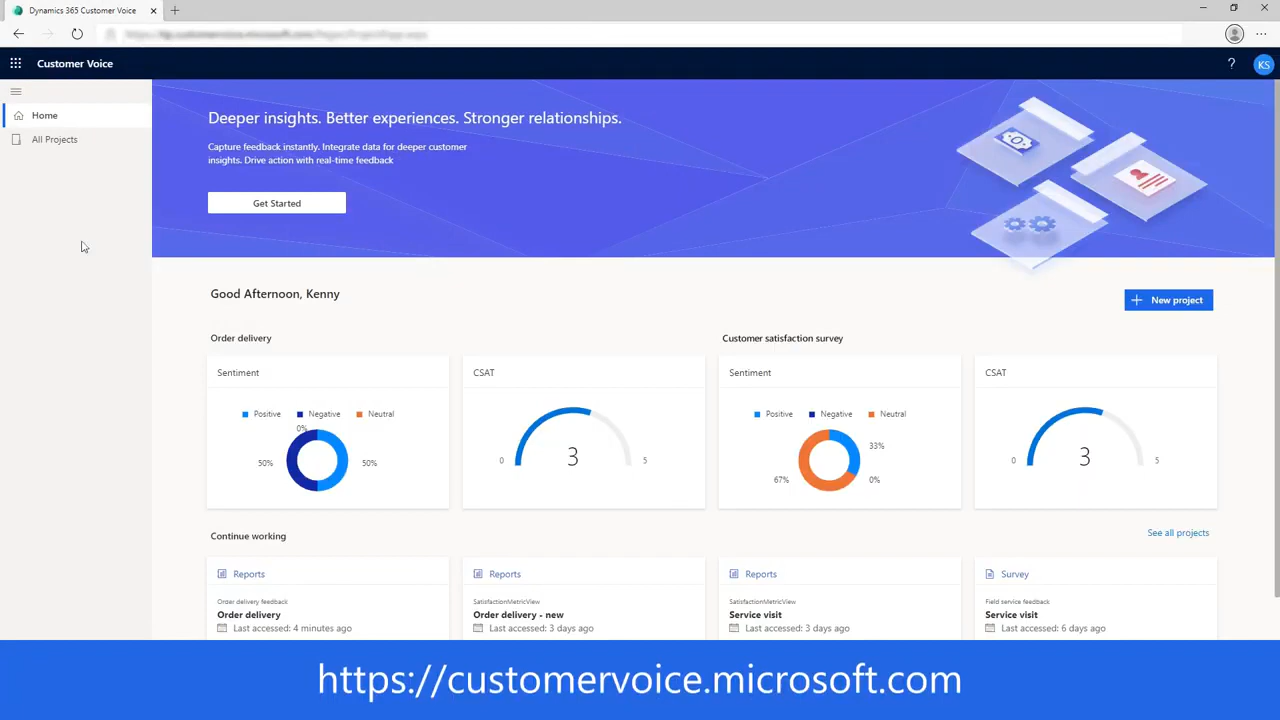 Dynamics 365 Customer Voice
Customer Voice
?
KS
Home
All Projects
Deeper insights. Better experiences. Stronger relationships.
Capture feedback instantly. Integrate data for deeper customer
insights. Drive action with real-time feedback
Get Started
Good Afternoon, Kenny
New project
Order delivery
Customer satisfaction survey
Sentiment
Positive Negative Neutral
0%
50%
50%
CSAT
0
3
5
Sentiment
Positive Negative Neutral
33%
67%
0%
CSAT
0
3
5
Continue working
See all projects
Reports
Order delivery feedback
Order delivery
Last accessed: 4 minutes ago
Reports
SatisfactionMetricView
Order delivery - new
Last accessed: 3 days ago
Reports
SatisfactionMetricView
Service visit
Last accessed: 3 days ago
Survey
Field service feedback
Service visit
Last accessed: 6 days ago
https://customervoice.microsoft.com